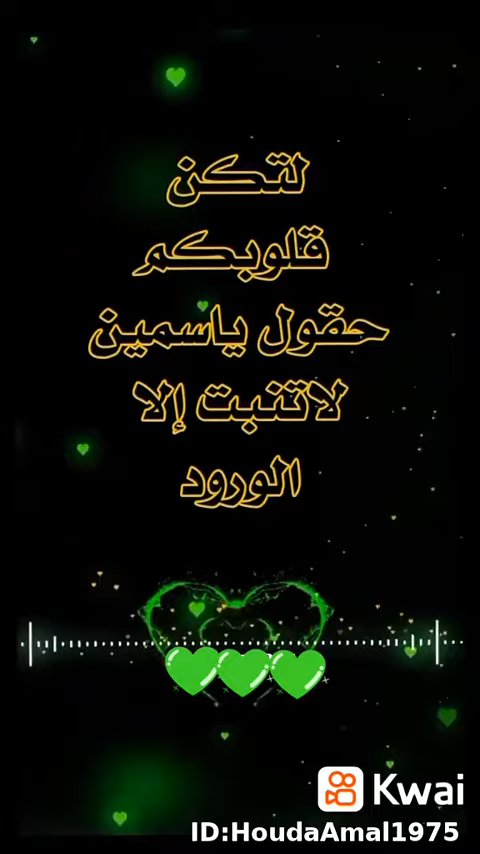 لتكن
قلوبكم
حقول ياسمين
لاتنبت إلا
الورود
Kwai
ID:HoudaAmal1975